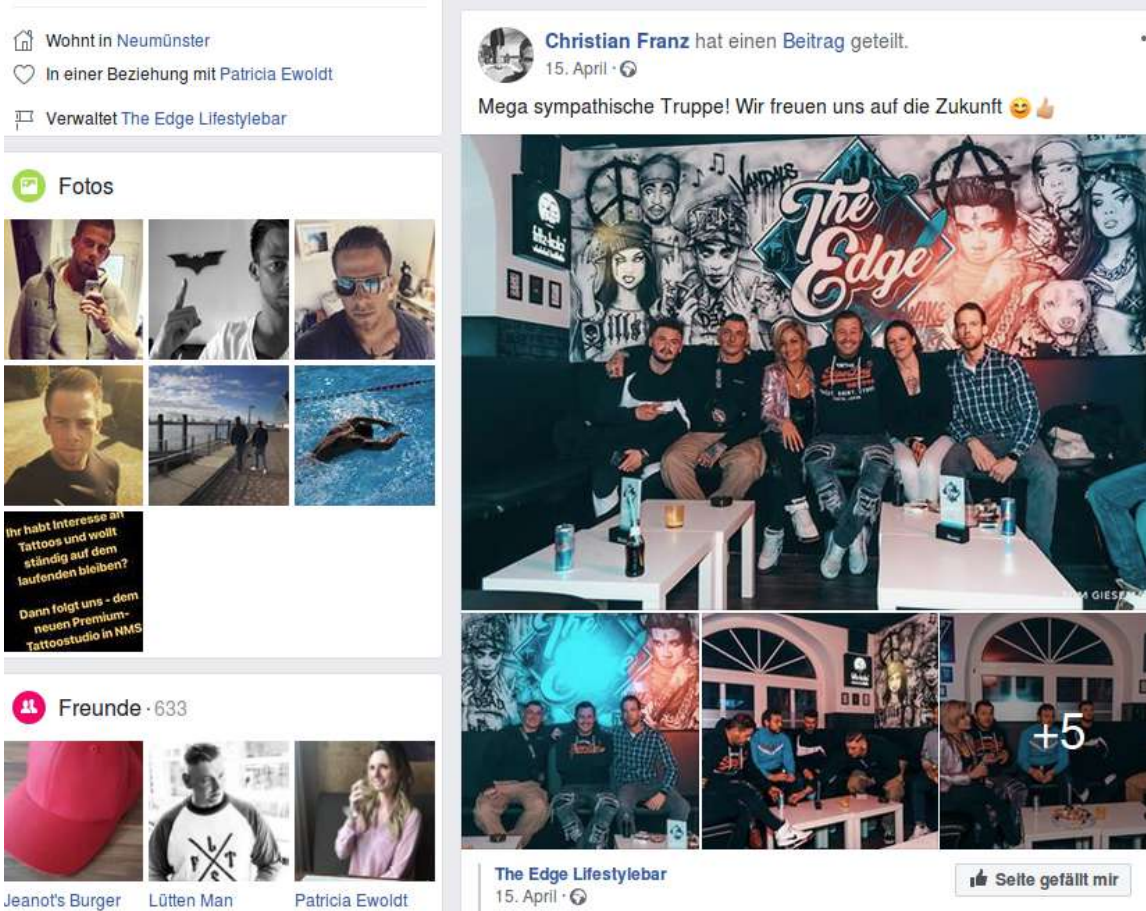 Wohnt in Neumünster
In einer Beziehung mit Patricia Ewoldt
Verwaltet The Edge Lifestylebar
Fotos
Ihr habt Interesse an
Tattoos und wollt
ständig auf dem
laufenden bleiben?
Dann folgt uns - dem
neuen Premium-
Tattoostudio in NMS
Freunde · 633
Jeanot's Burger
Lütten Man
Patricia Ewoldt
Christian Franz hat einen Beitrag geteilt.
15. April
Mega sympathische Truppe! Wir freuen uns auf die Zukunft 😊👍🏼
VANDALS
The
Edge
fritz-kola
+5
The Edge Lifestylebar
15. April
Seite gefällt mir